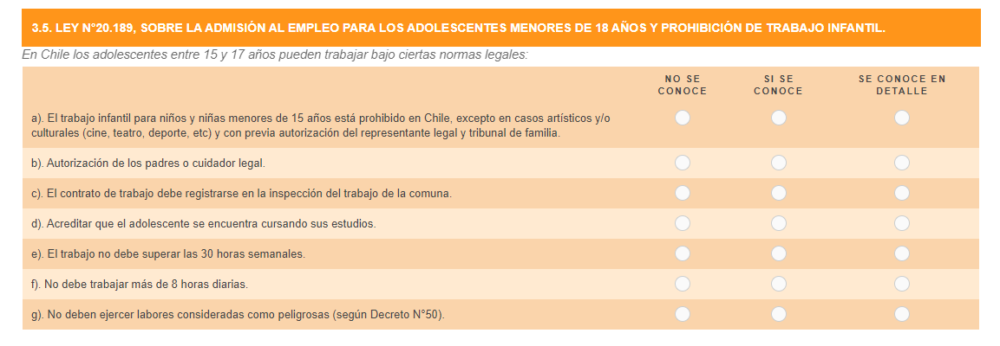 3.5. LEY N°20.189, SOBRE LA ADMISIÓN AL EMPLEO PARA LOS ADOLESCENTES MENORES DE 18 AÑOS Y PROHIBICIÓN DE TRABAJO INFANTIL.
En Chile los adolescentes entre 15 y 17 años pueden trabajar bajo ciertas normas legales:
NO SE CONOCE
SI SE CONOCE
SE CONOCE EN DETALLE
a). El trabajo infantil para niños y niñas menores de 15 años está prohibido en Chile, excepto en casos artísticos y/o
culturales (cine, teatro, deporte, etc) y con previa autorización del representante legal y tribunal de familia.
b). Autorización de los padres o cuidador legal.
c). El contrato de trabajo debe registrarse en la inspección del trabajo de la comuna.
d). Acreditar que el adolescente se encuentra cursando sus estudios.
e). El trabajo no debe superar las 30 horas semanales.
f). No debe trabajar más de 8 horas diarias.
g). No deben ejercer labores consideradas como peligrosas (según Decreto N°50).